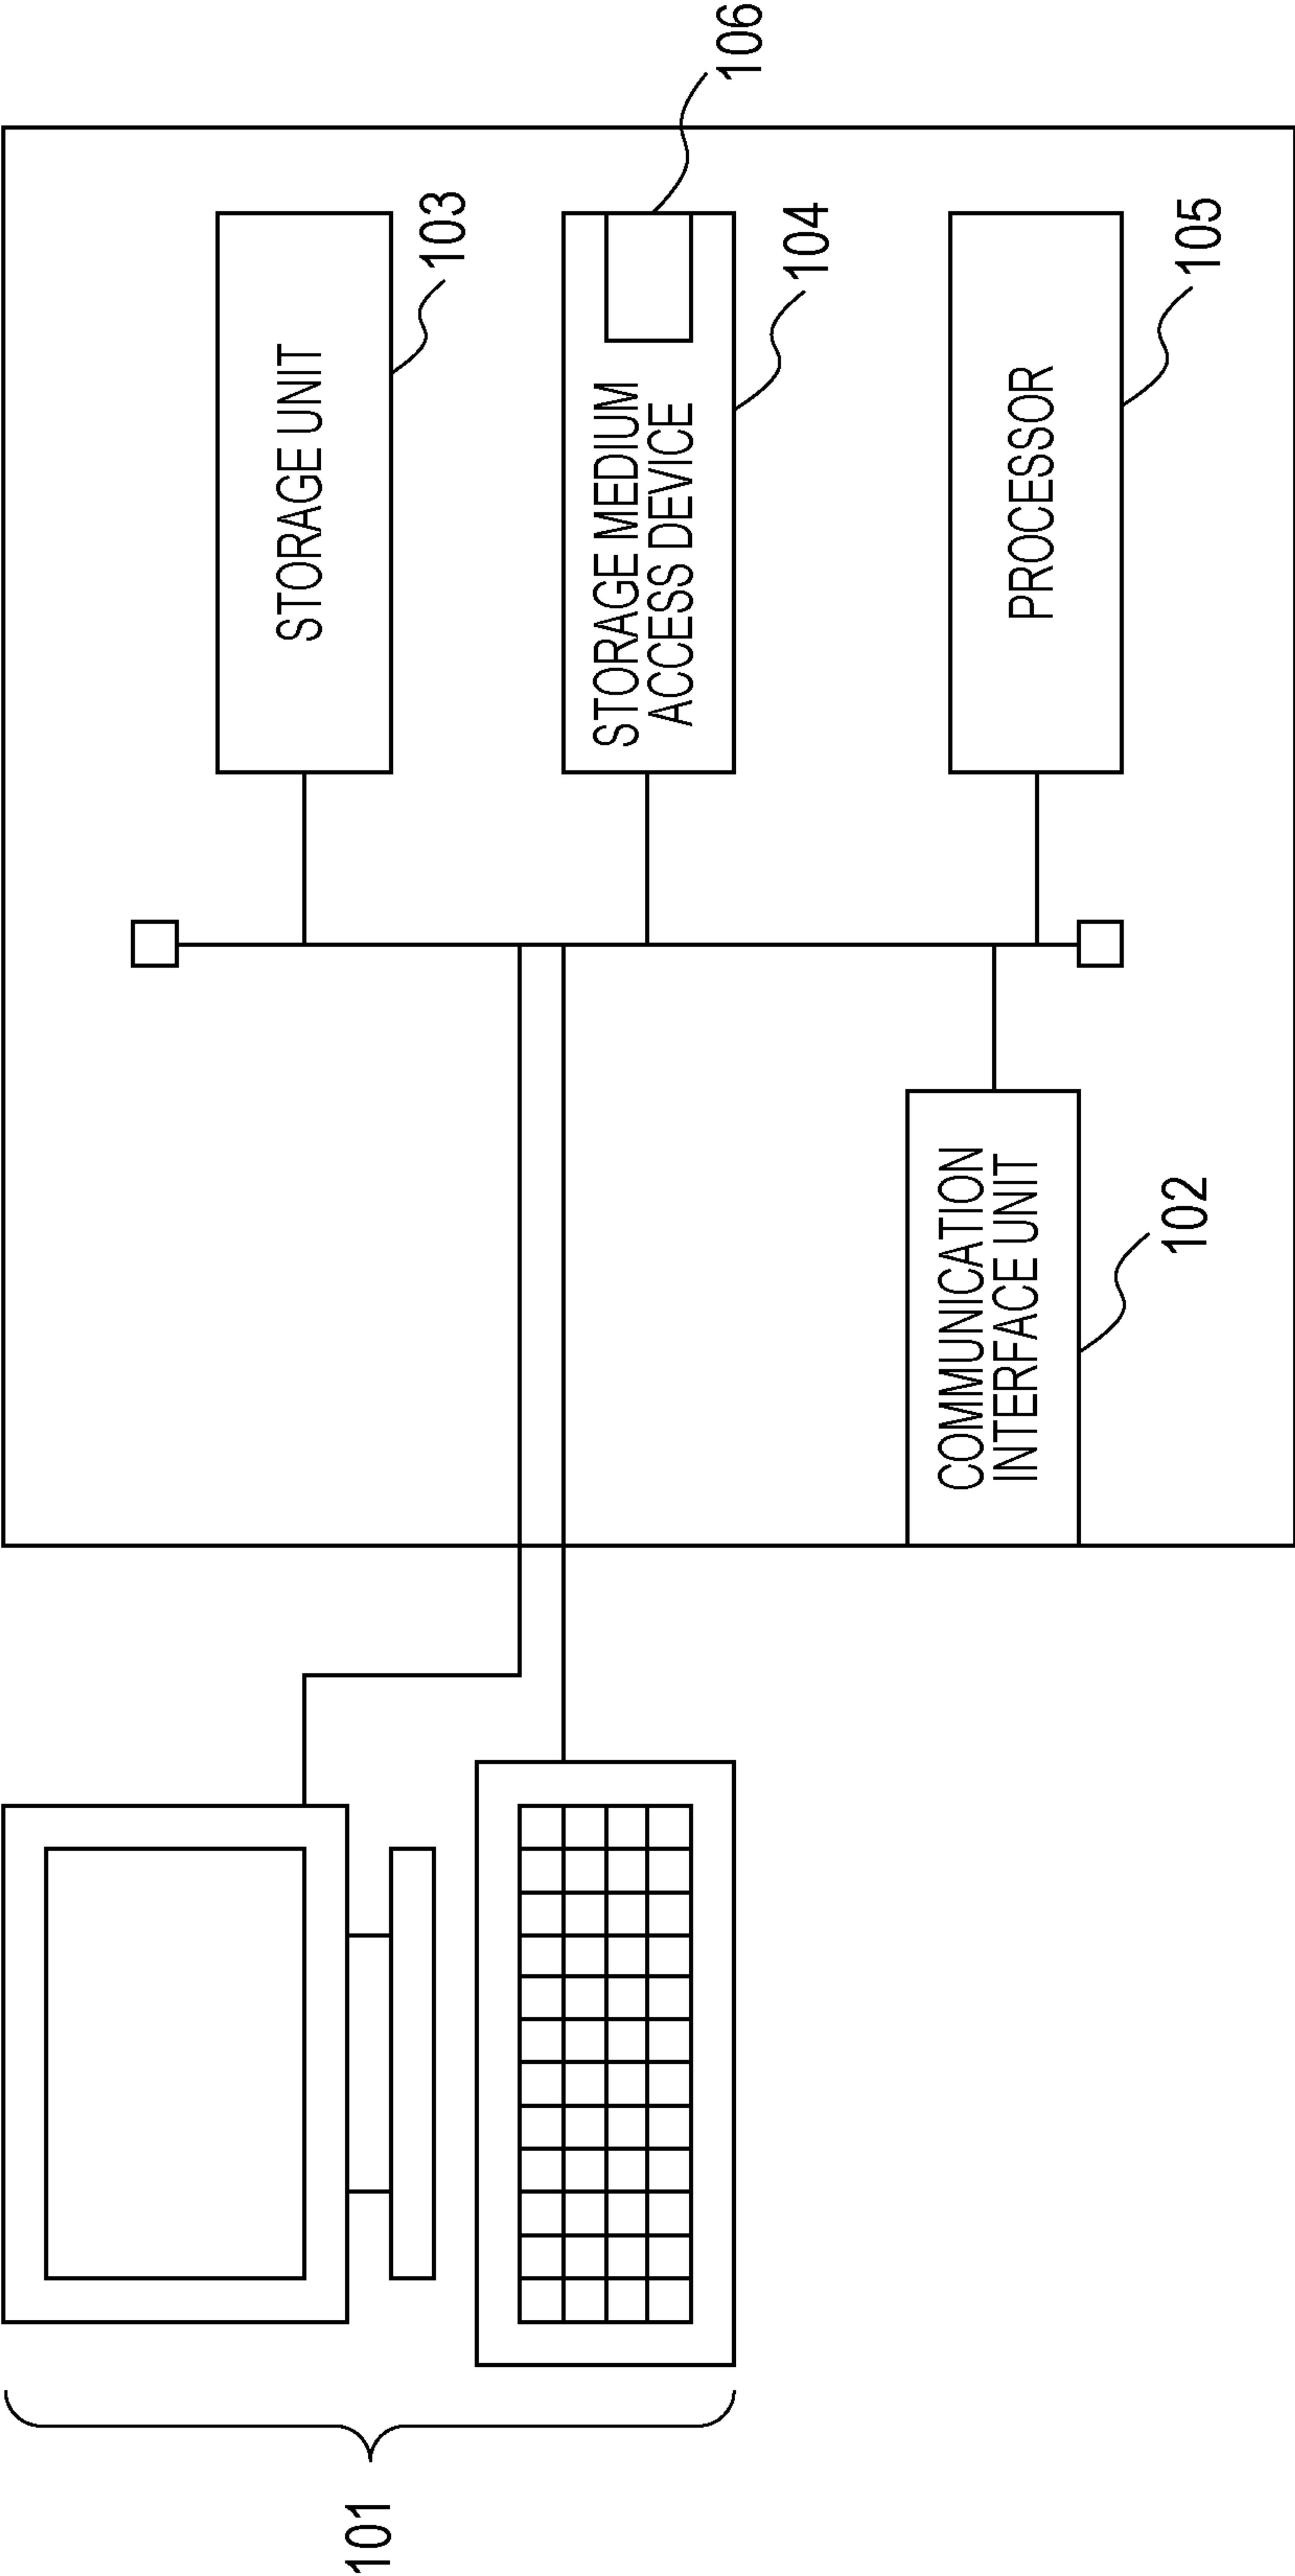 106
STORAGE UNIT
103
STORAGE MEDIUM
ACCESS DEVICE
104
PROCESSOR
105
COMMUNICATION
INTERFACE UNIT
102
101